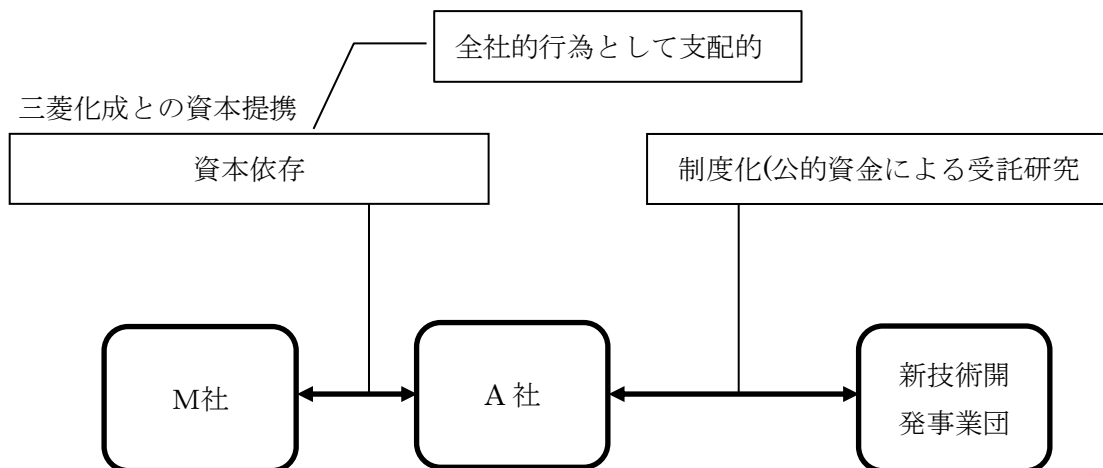 全社的行為として支配的
三菱化成との資本提携
資本依存
制度化(公的資金による受託研究
M社
A 社
新技術開
発事業団